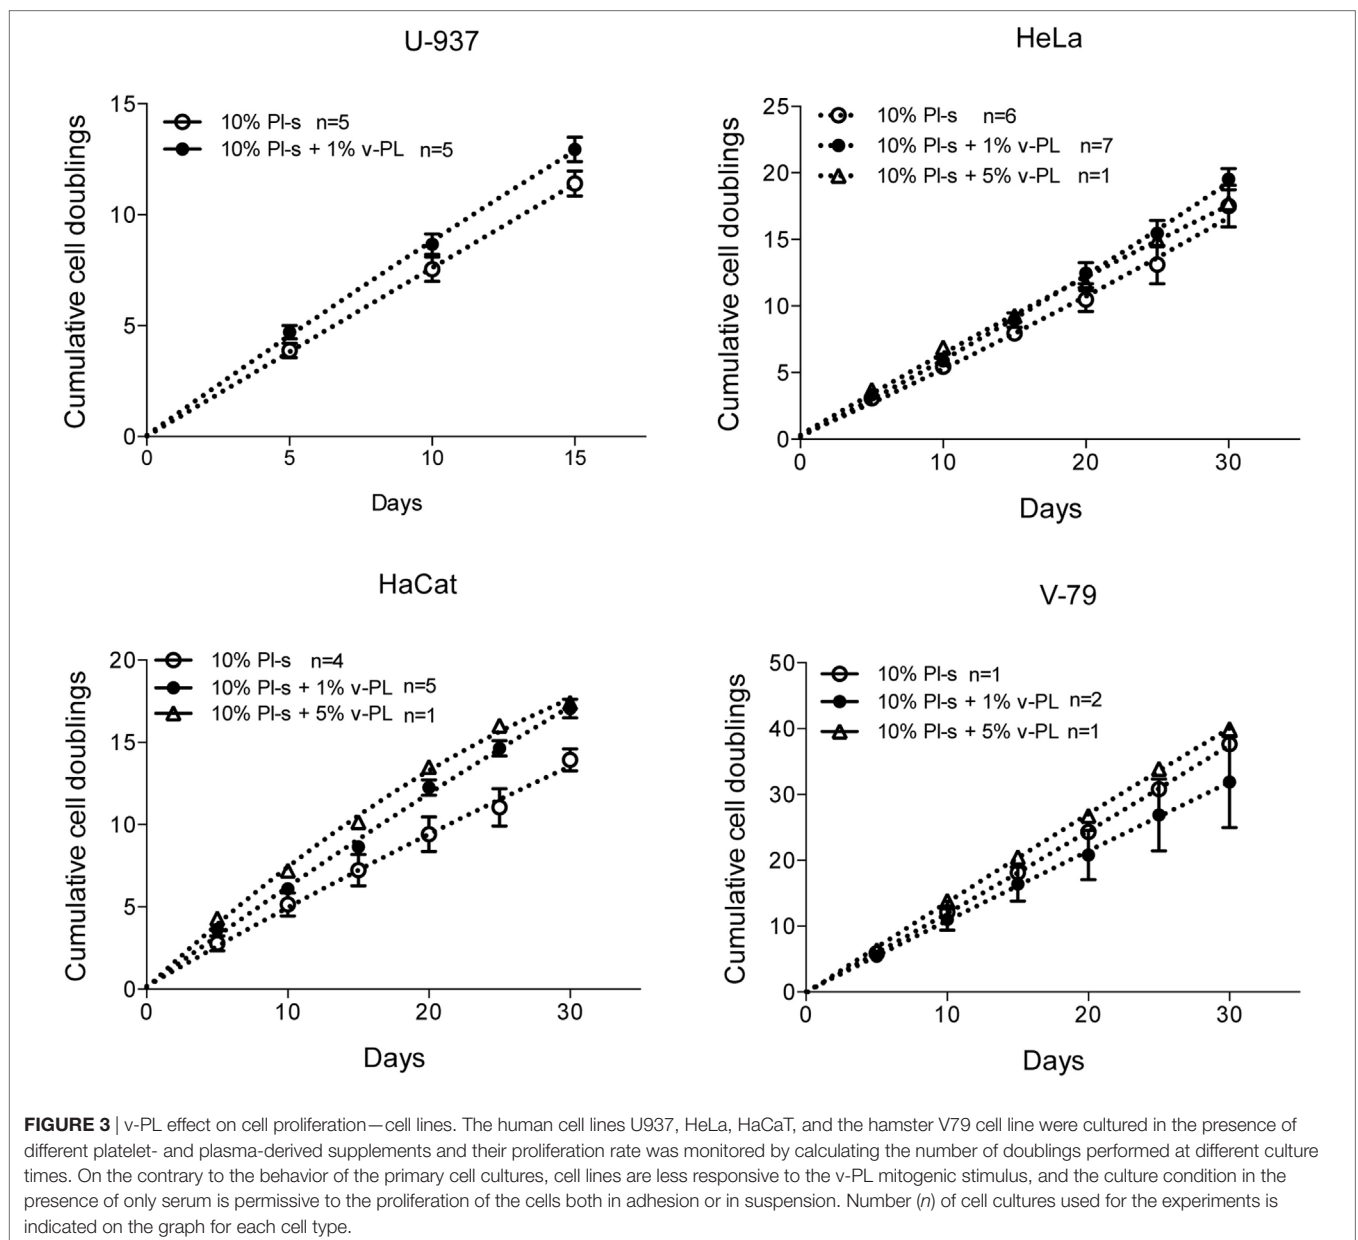 U-937
Cumulative cell doublings
15
10
5
0
10% Pl-s n=5
10% Pl-s + 1% v-PL n=5
0 5 10 15
Days
HeLa
Cumulative cell doublings
25
20
15
10
5
0
10% Pl-s n=6
10% Pl-s + 1% v-PL n=7
10% Pl-s + 5% v-PL n=1
0 10 20 30
Days
HaCat
Cumulative cell doublings
20
15
10
5
0
10% Pl-s n=4
10% Pl-s + 1% v-PL n=5
10% Pl-s + 5% v-PL n=1
0 10 20 30
Days
V-79
Cumulative cell doublings
50
40
30
20
10
0
10% Pl-s n=1
10% Pl-s + 1% v-PL n=2
10% Pl-s + 5% v-PL n=1
0 10 20 30
Days
FIGURE 3 | v-PL effect on cell proliferation—cell lines. The human cell lines U937, HeLa, HaCaT, and the hamster V79 cell line were cultured in the presence of
different platelet- and plasma-derived supplements and their proliferation rate was monitored by calculating the number of doublings performed at different culture
times. On the contrary to the behavior of the primary cell cultures, cell lines are less responsive to the v-PL mitogenic stimulus, and the culture condition in the
presence of only serum is permissive to the proliferation of the cells both in adhesion or in suspension. Number (n) of cell cultures used for the experiments is
indicated on the graph for each cell type.